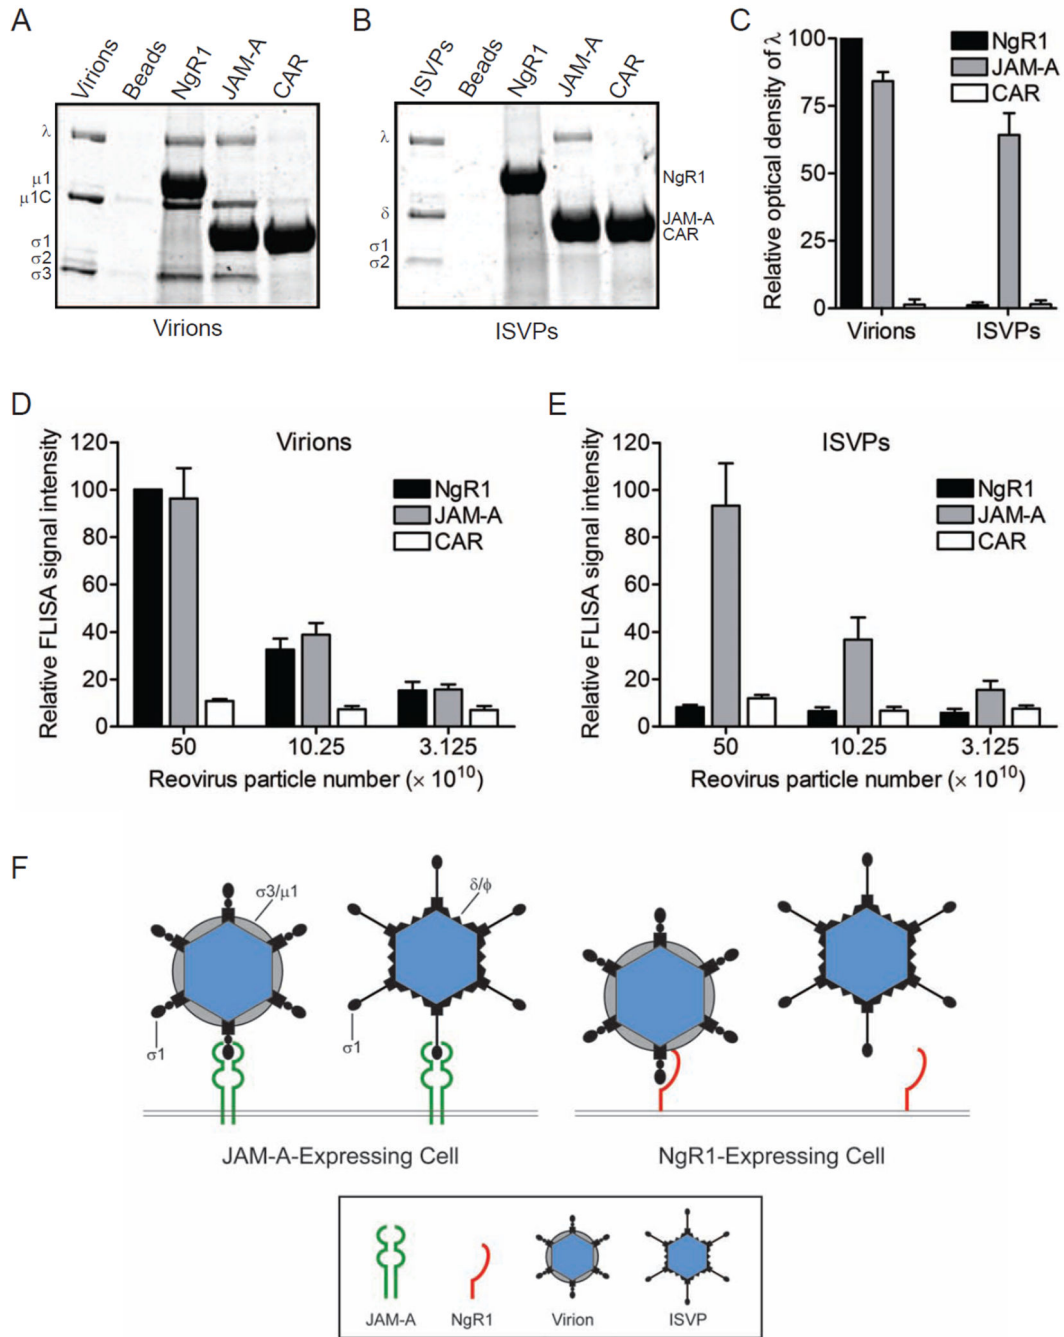 A
Virions
Beads
NgR1
JAM-A
CAR
λ
μ1
μ1C
σ1
σ2
σ3
Virions
B
ISVPs
Beads
NgR1
JAM-A
CAR
λ
δ
σ1
σ2
NgR1
JAM-A
CAR
ISVPs
C
Relative optical density of λ
100
75
50
25
0
NgR1
JAM-A
CAR
Virions
ISVPs
D
Virions
Relative FLISA signal intensity
120
100
80
60
40
20
0
NgR1
JAM-A
CAR
50
10.25
3.125
Reovirus particle number (× 10¹⁰)
E
ISVPs
Relative FLISA signal intensity
120
100
80
60
40
20
0
NgR1
JAM-A
CAR
50
10.25
3.125
Reovirus particle number (× 10¹⁰)
F
σ3/μ1
δ/ϕ
σ1
σ1
JAM-A-Expressing Cell
NgR1-Expressing Cell
JAM-A
NgR1
Virion
ISVP